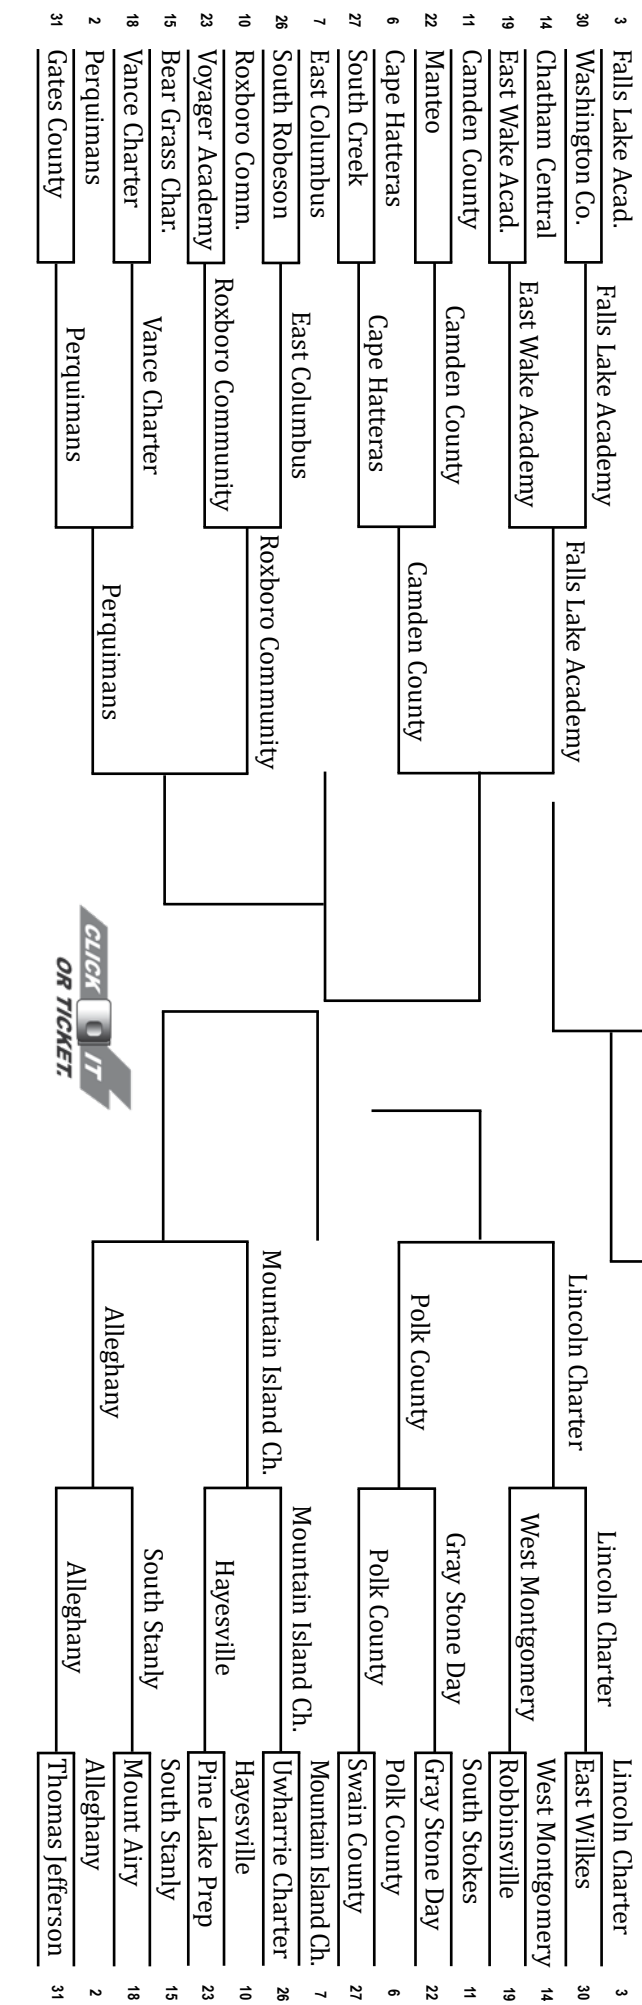 3 Falls Lake Acad.
30 Washington Co.
14 Chatham Central
19 East Wake Acad.
11 Camden County
22 Manteo
6 Cape Hatteras
27 South Creek
7 East Columbus
26 South Robeson
10 Roxboro Comm.
23 Voyager Academy
15 Bear Grass Char.
18 Vance Charter
2 Perquimans
31 Gates County
Falls Lake Academy
East Wake Academy
Camden County
Cape Hatteras
East Columbus
Roxboro Community
Vance Charter
Perquimans
Falls Lake Academy
Camden County
Roxboro Community
Perquimans
CLICK IT
OR TICKET.
Lincoln Charter
Polk County
Mountain Island Ch.
Alleghany
Lincoln Charter
West Montgomery
Gray Stone Day
Polk County
Mountain Island Ch.
Hayesville
South Stanly
Alleghany
Lincoln Charter 3
East Wilkes 30
West Montgomery 14
Robbinsville 19
South Stokes 11
Gray Stone Day 22
Polk County 6
Swain County 27
Mountain Island Ch. 7
Uwharrie Charter 26
Hayesville 10
Pine Lake Prep 23
South Stanly 15
Mount Airy 18
Alleghany 2
Thomas Jefferson 31